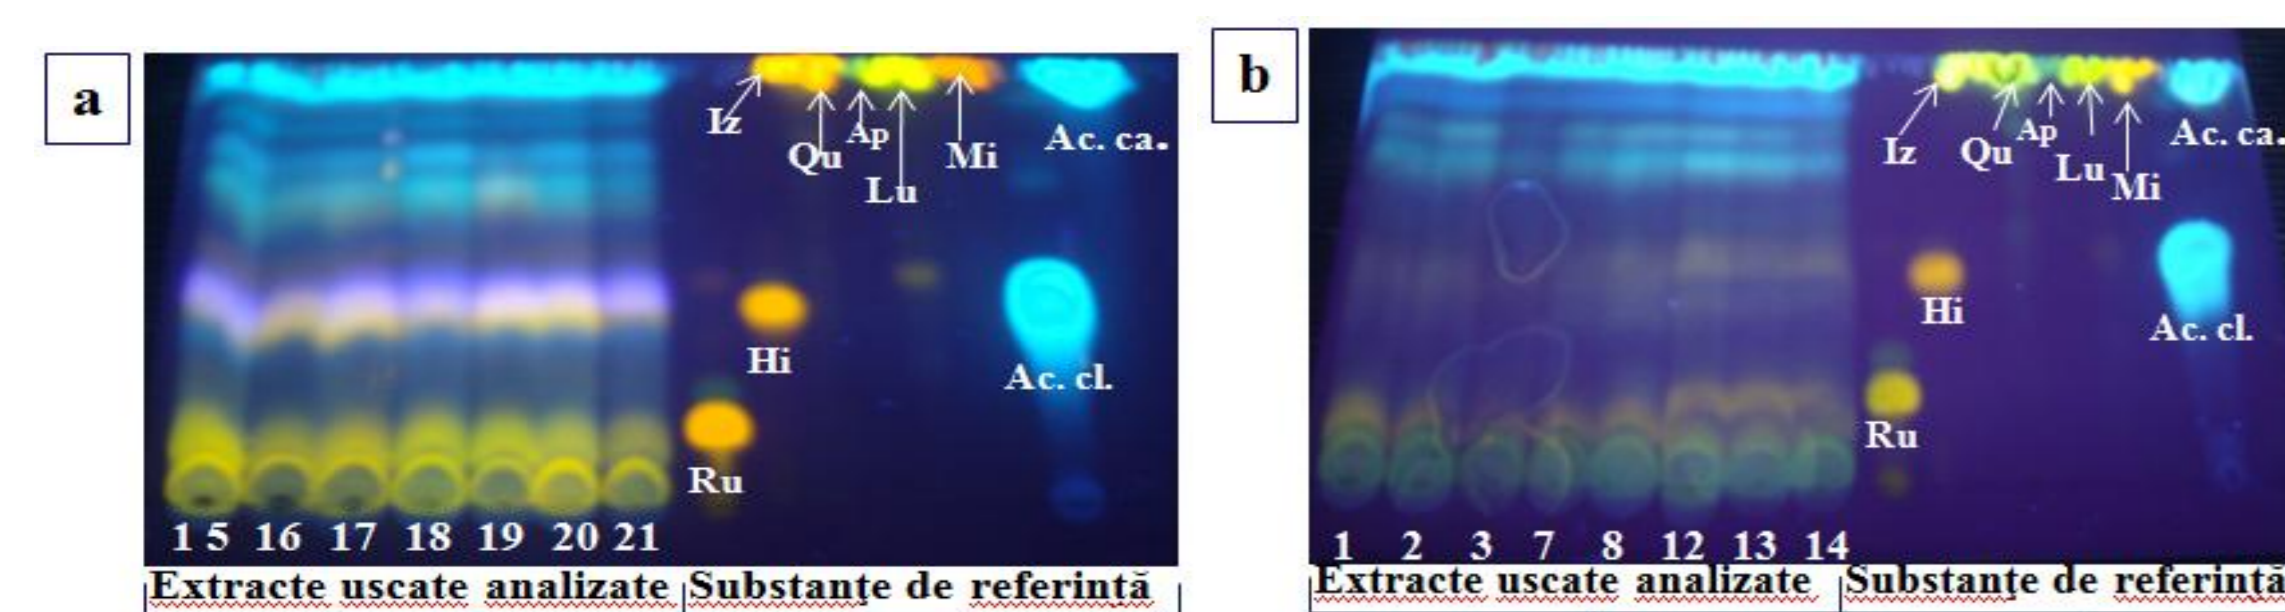 a
Iz
Qu
Ap
Lu
Mi
Ac. ca.
Hi
Ac. cl.
Ru
1 5 16 17 18 19 20 21
Extracte uscate analizate Substanțe de referință
b
Iz
Qu
Ap
Lu
Mi
Ac. ca.
Hi
Ac. cl.
Ru
1 2 3 7 8 12 13 14
Extracte uscate analizate Substanțe de referință